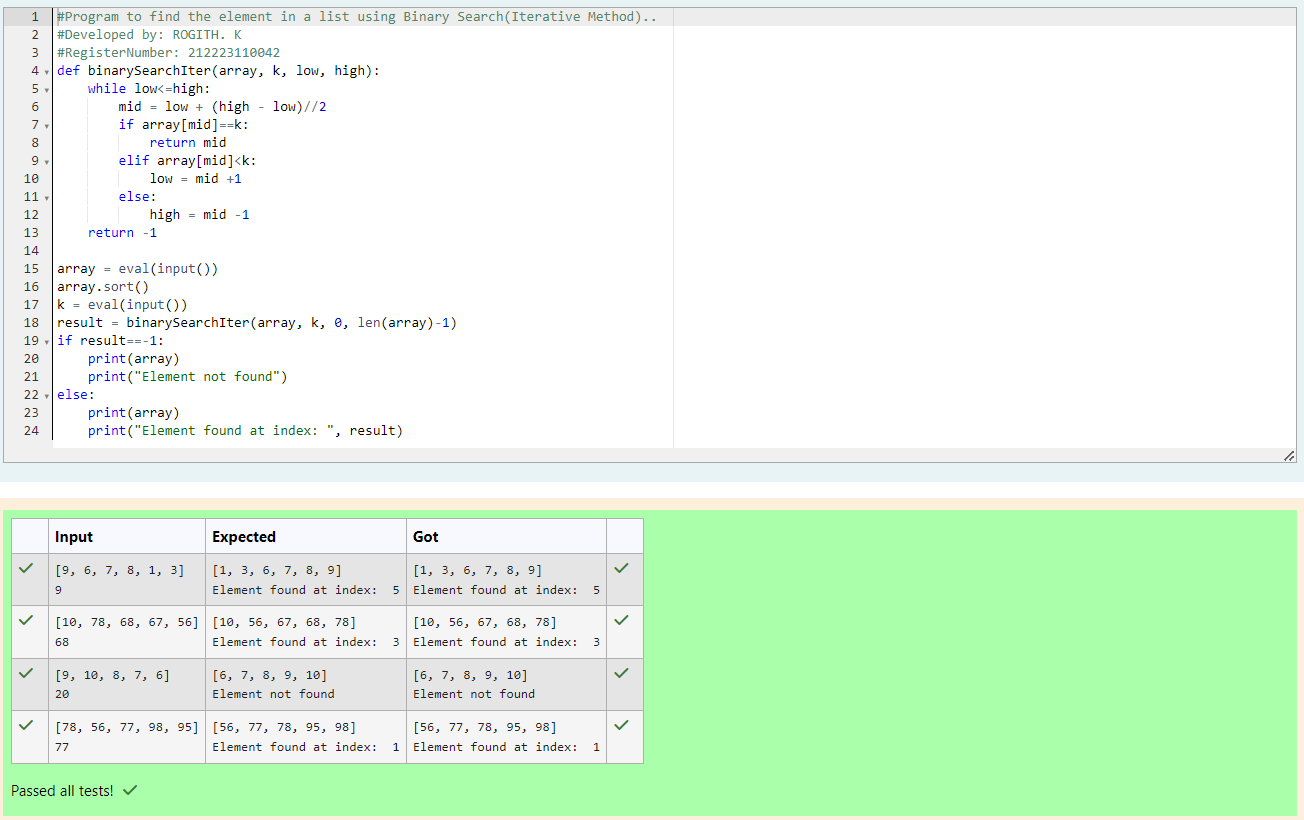 1 #Program to find the element in a list using Binary Search(Iterative Method)..
2 #Developed by: ROGITH. K
3 #RegisterNumber: 212223110042
4 def binarySearchIter(array, k, low, high):
5     while low<=high:
6         mid = low + (high - low)//2
7         if array[mid]==k:
8             return mid
9         elif array[mid]<k:
10             low = mid +1
11         else:
12             high = mid -1
13     return -1
14
15 array = eval(input())
16 array.sort()
17 k = eval(input())
18 result = binarySearchIter(array, k, 0, len(array)-1)
19 if result==-1:
20     print(array)
21     print("Element not found")
22 else:
23     print(array)
24     print("Element found at index: ", result)
Input Expected Got
[9, 6, 7, 8, 1, 3] [1, 3, 6, 7, 8, 9] [1, 3, 6, 7, 8, 9]
9 Element found at index:  5 Element found at index:  5
[10, 78, 68, 67, 56] [10, 56, 67, 68, 78] [10, 56, 67, 68, 78]
68 Element found at index:  3 Element found at index:  3
[9, 10, 8, 7, 6] [6, 7, 8, 9, 10] [6, 7, 8, 9, 10]
20 Element not found Element not found
[78, 56, 77, 98, 95] [56, 77, 78, 95, 98] [56, 77, 78, 95, 98]
77 Element found at index:  1 Element found at index:  1
Passed all tests!